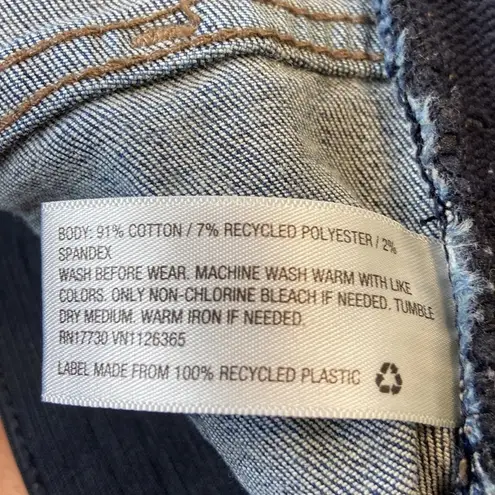 BODY: 91% COTTON / 7% RECYCLED POLYESTER / 2%
SPANDEX
WASH BEFORE WEAR. MACHINE WASH WARM WITH LIKE
COLORS. ONLY NON-CHLORINE BLEACH IF NEEDED. TUMBLE
DRY MEDIUM. WARM IRON IF NEEDED.
RN17730 VN1126365
LABEL MADE FROM 100% RECYCLED PLASTIC